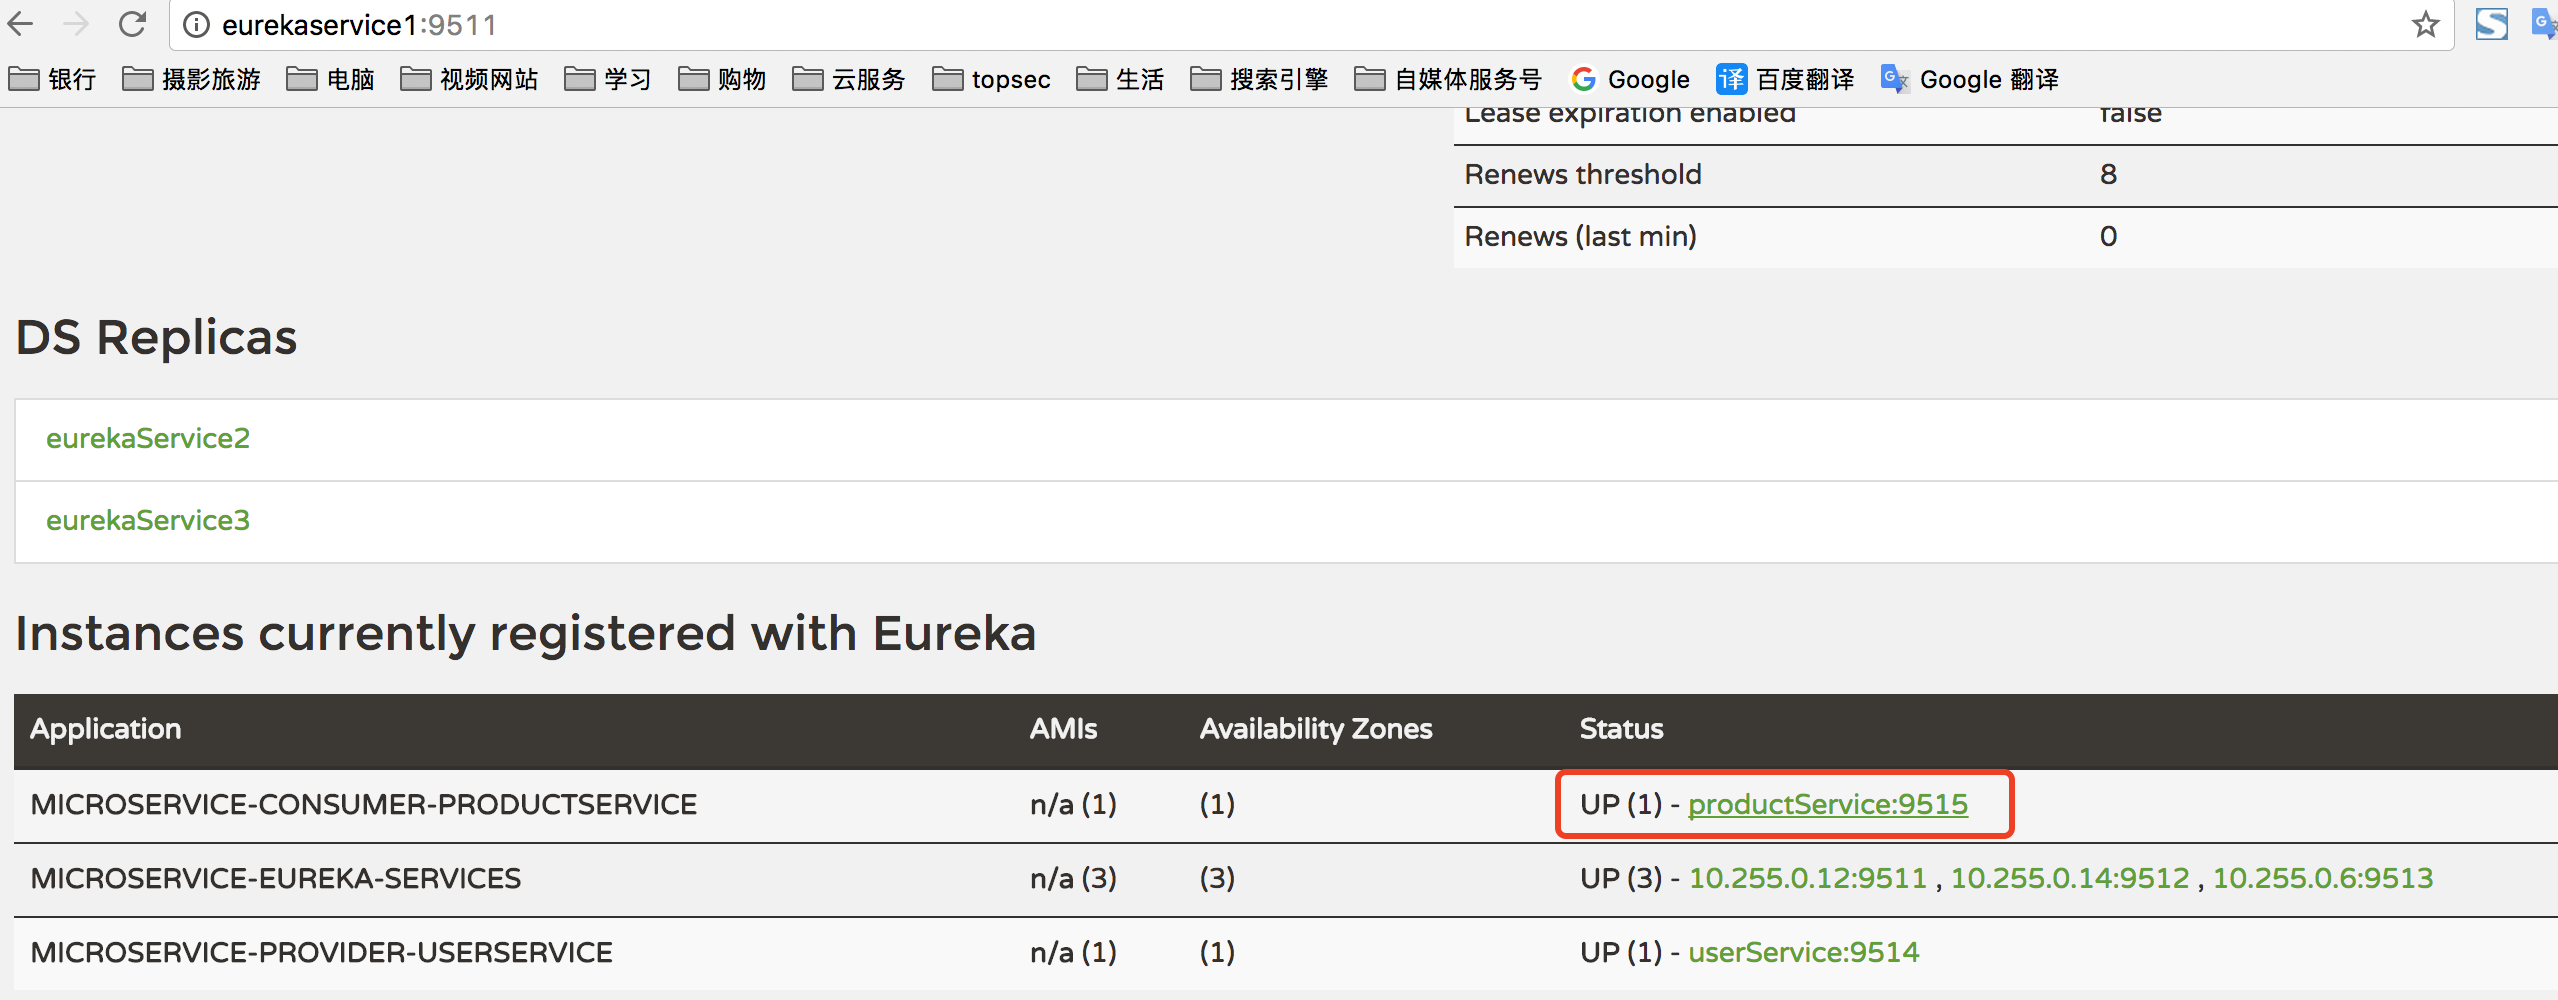 eurekaservice1:9511
银行 摄影旅游 电脑 视频网站 学习 购物 云服务 topsec 生活 搜索引擎 自媒体服务号 Google 译 百度翻译 Google 翻译
Lease expiration enabled false
Renews threshold 8
Renews (last min) 0
DS Replicas
eurekaService2
eurekaService3
Instances currently registered with Eureka
Application AMIs Availability Zones Status
MICROSERVICE-CONSUMER-PRODUCTSERVICE n/a (1) (1) UP (1) - productService:9515
MICROSERVICE-EUREKA-SERVICES n/a (3) (3) UP (3) - 10.255.0.12:9511 , 10.255.0.14:9512 , 10.255.0.6:9513
MICROSERVICE-PROVIDER-USERSERVICE n/a (1) (1) UP (1) - userService:9514